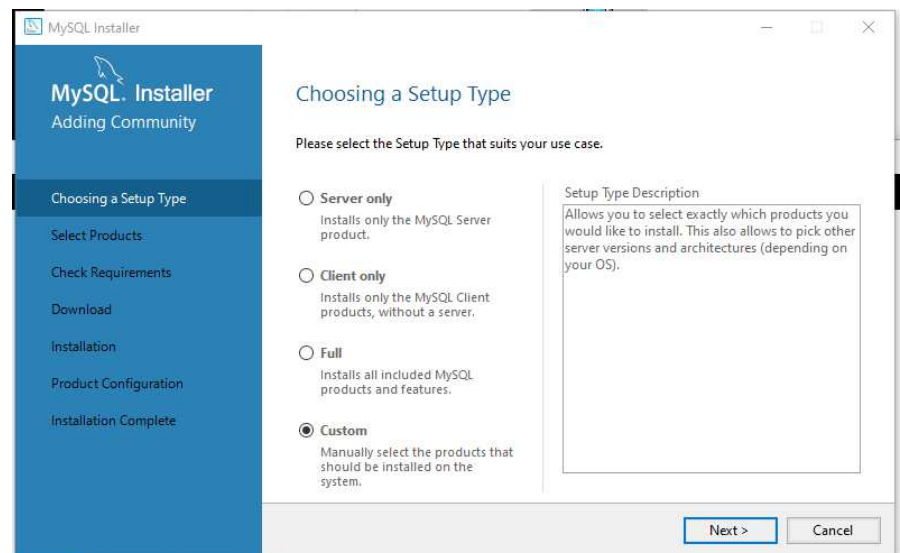 MySQL Installer
MySQL. Installer
Adding Community
Choosing a Setup Type
Select Products
Check Requirements
Download
Installation
Product Configuration
Installation Complete
Choosing a Setup Type
Please select the Setup Type that suits your use case.
Server only
Installs only the MySQL Server
product.
Client only
Installs only the MySQL Client
products, without a server.
Full
Installs all included MySQL
products and features.
Custom
Manually select the products that
should be installed on the
system.
Setup Type Description
Allows you to select exactly which products you
would like to install. This also allows to pick other
server versions and architectures (depending on
your OS).
Next >
Cancel